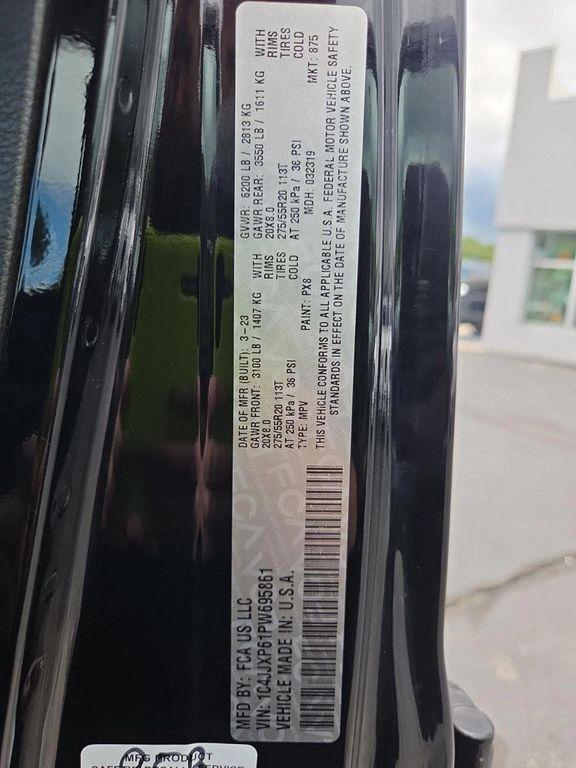 MFD BY: FCA US LLC
DATE OF MFR (BUILT): 3-23
GVWR: 6200 LB / 2813 KG
GAWR FRONT: 3100 LB / 1407 KG WITH
GAWR REAR: 3550 LB / 1611 KG WITH
20X8.0 RIMS
20X8.0 RIMS
275/55R20 113T TIRES
275/55R20 113T TIRES
AT 250 kPa / 36 PSI COLD
AT 250 kPa / 36 PSI COLD
VIN: 1C4JJXP61PW695861
TYPE: MPV
PAINT: PX8
MDH: 032319
MKT: 875
VEHICLE MADE IN: U.S.A.
THIS VEHICLE CONFORMS TO ALL APPLICABLE U.S.A. FEDERAL MOTOR VEHICLE SAFETY
STANDARDS IN EFFECT ON THE DATE OF MANUFACTURE SHOWN ABOVE.
MFG PRODUCT